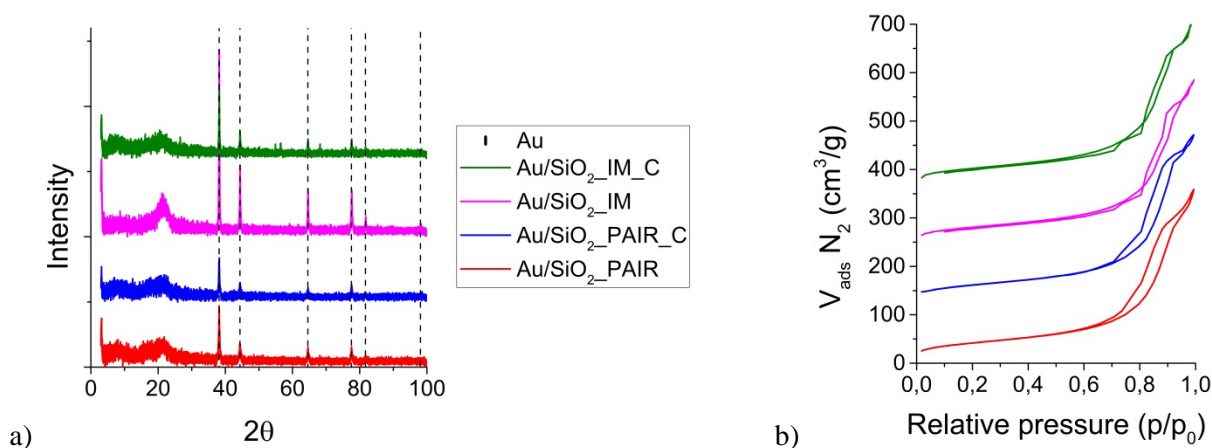 Intensity
0 20 40 60 80 100
2θ
a)
Au
Au/SiO₂_IM_C
Au/SiO₂_IM
Au/SiO₂_PAIR_C
Au/SiO₂_PAIR
V_ads N₂ (cm³/g)
700
600
500
400
300
200
100
0
0,0 0,2 0,4 0,6 0,8 1,0
Relative pressure (p/p₀)
b)